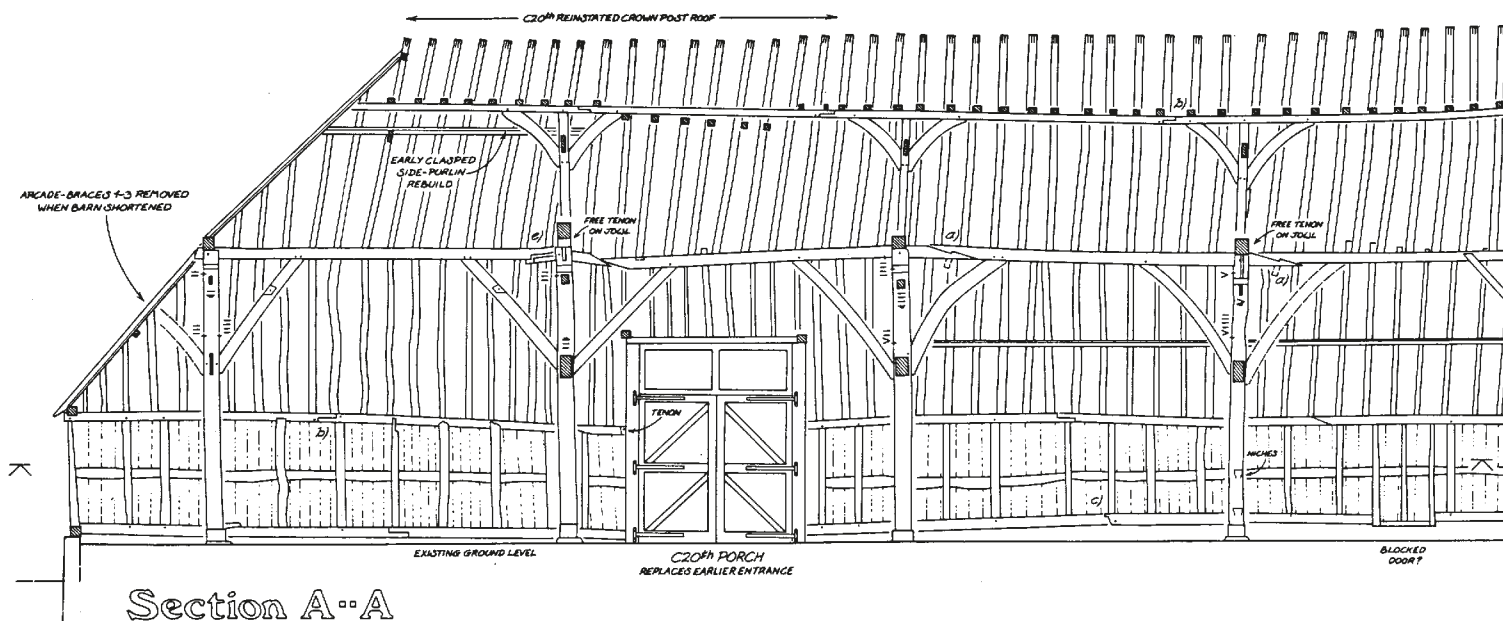 C20th REINSTATED CROWN POST ROOF
b)
EARLY CLASPED
SIDE-PURLIN
REBUILD
ARCADE-BRACES 1-3 REMOVED
WHEN BARN SHORTENED
e)
FREE TENON
ON JOWL
a)
FREE TENON
ON JOWL
a)
b)
TENON
NICHES
c)
EXISTING GROUND LEVEL
C20th PORCH
REPLACES EARLIER ENTRANCE
BLOCKED
DOOR?
Section A--A